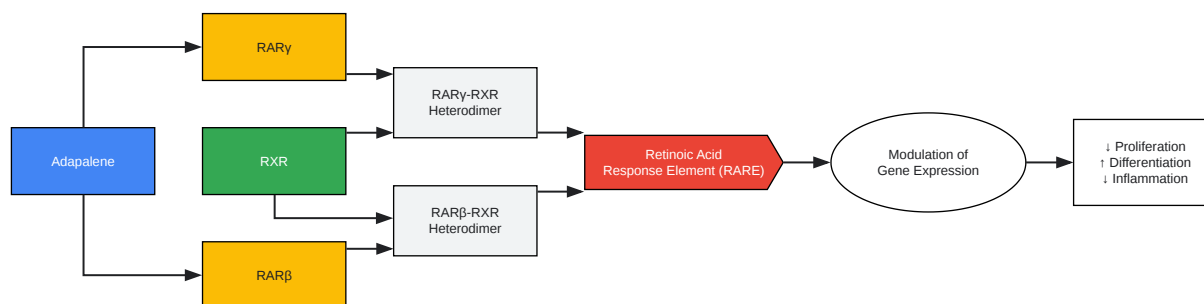 RARγ
RARγ-RXR
Heterodimer
Adapalene
RXR
Retinoic Acid
Response Element (RARE)
Modulation of
Gene Expression
↓ Proliferation
↑ Differentiation
↓ Inflammation
RARβ-RXR
Heterodimer
RARβ